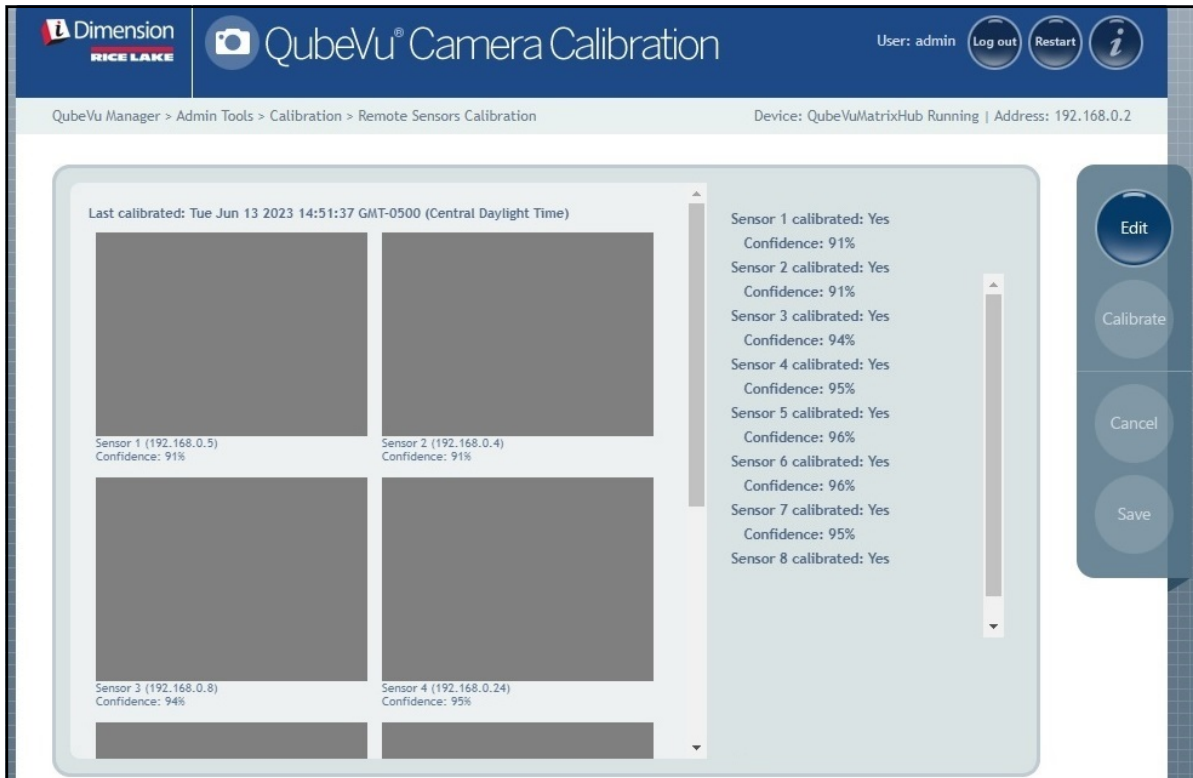 iDimension
RICE LAKE
QubeVu® Camera Calibration
User: admin
Log out
Restart
i
QubeVu Manager > Admin Tools > Calibration > Remote Sensors Calibration
Device: QubeVuMatrixHub Running | Address: 192.168.0.2
Last calibrated: Tue Jun 13 2023 14:51:37 GMT-0500 (Central Daylight Time)
Sensor 1 (192.168.0.5)
Confidence: 91%
Sensor 2 (192.168.0.4)
Confidence: 91%
Sensor 3 (192.168.0.8)
Confidence: 94%
Sensor 4 (192.168.0.24)
Confidence: 95%
Sensor 1 calibrated: Yes
Confidence: 91%
Sensor 2 calibrated: Yes
Confidence: 91%
Sensor 3 calibrated: Yes
Confidence: 94%
Sensor 4 calibrated: Yes
Confidence: 95%
Sensor 5 calibrated: Yes
Confidence: 96%
Sensor 6 calibrated: Yes
Confidence: 96%
Sensor 7 calibrated: Yes
Confidence: 95%
Sensor 8 calibrated: Yes
Edit
Calibrate
Cancel
Save